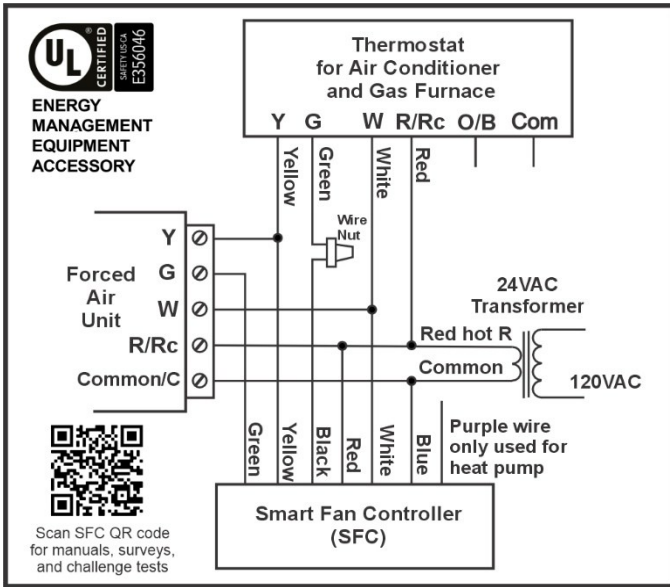 UL
®
CERTIFIED
SAFETY US-CA
E356046
ENERGY
MANAGEMENT
EQUIPMENT
ACCESSORY
Thermostat
for Air Conditioner
and Gas Furnace
Y G W R/Rc O/B Com
Yellow
Green
White
Red
Wire
Nut
Forced
Air
Unit
Y
G
W
R/Rc
Common/C
24VAC
Transformer
Red hot R
Common
120VAC
Green
Yellow
Black
Red
White
Blue
Purple wire
only used for
heat pump
Smart Fan Controller
(SFC)
Scan SFC QR code
for manuals, surveys,
and challenge tests